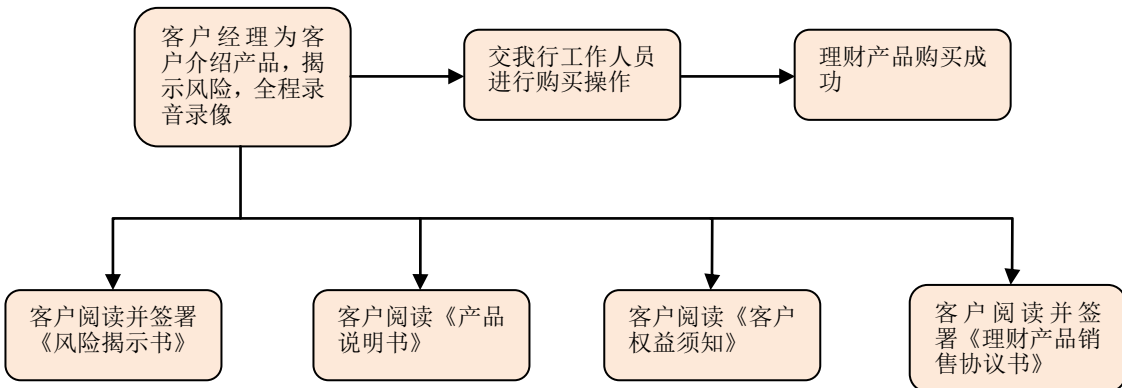 客户经理为客
户介绍产品，揭
示风险，全程录
音录像
交我行工作人员
进行购买操作
理财产品购买成
功
客户阅读并签署
《风险揭示书》
客户阅读《产品
说明书》
客户阅读《客户
权益须知》
客户阅读并签
署《理财产品销
售协议书》